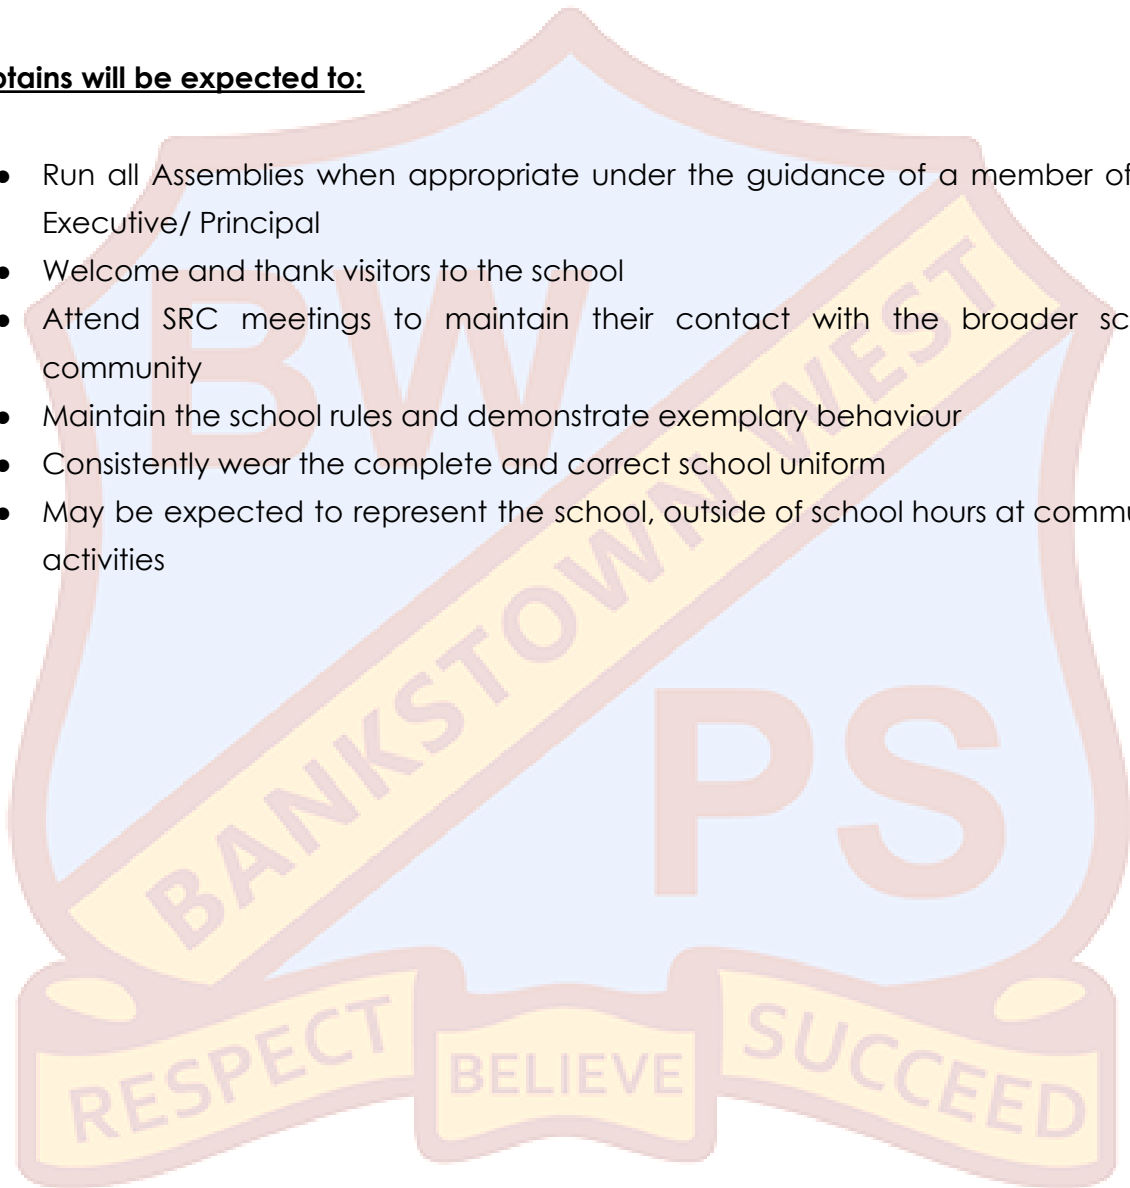 ptains will be expected to:
● Run all Assemblies when appropriate under the guidance of a member of
Executive/ Principal
● Welcome and thank visitors to the school
● Attend SRC meetings to maintain their contact with the broader sc
community
● Maintain the school rules and demonstrate exemplary behaviour
● Consistently wear the complete and correct school uniform
● May be expected to represent the school, outside of school hours at commu
activities
BW
BANKSTOWN WEST
PS
RESPECT
BELIEVE
SUCCEED